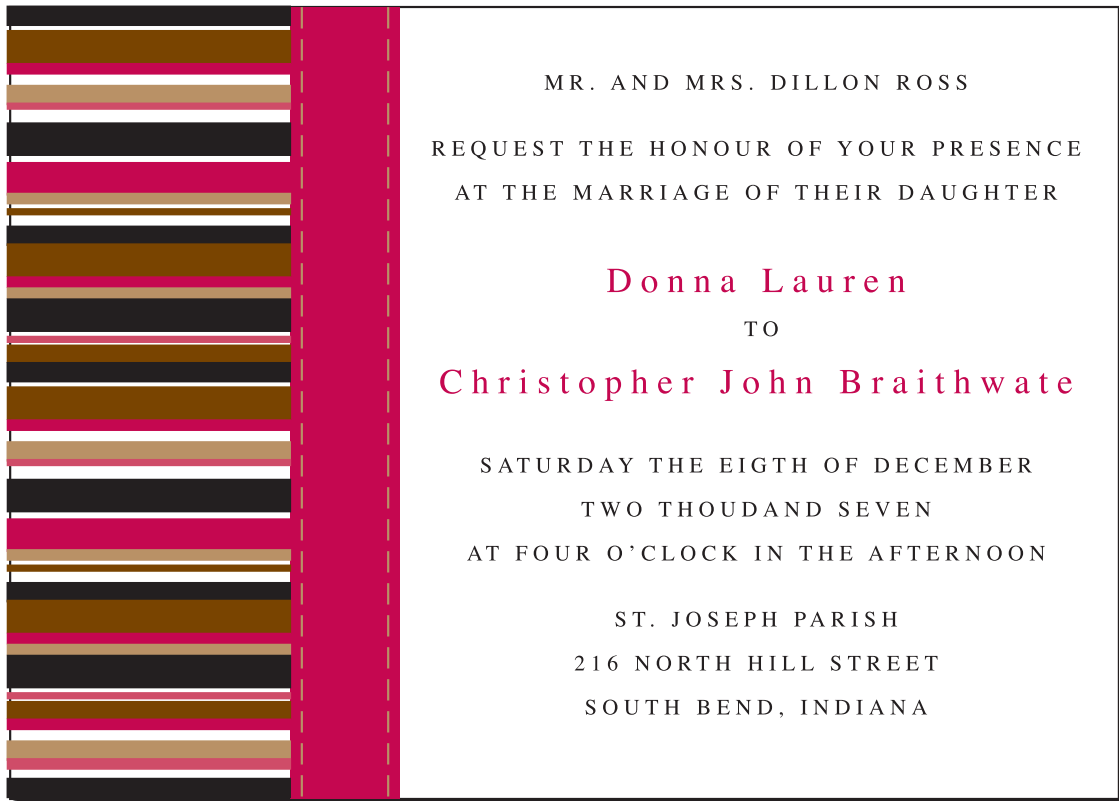 MR. AND MRS. DILLON ROSS
REQUEST THE HONOUR OF YOUR PRESENCE
AT THE MARRIAGE OF THEIR DAUGHTER
Donna Lauren
TO
Christopher John Braithwate
SATURDAY THE EIGTH OF DECEMBER
TWO THOUDAND SEVEN
AT FOUR O’CLOCK IN THE AFTERNOON
ST. JOSEPH PARISH
216 NORTH HILL STREET
SOUTH BEND, INDIANA